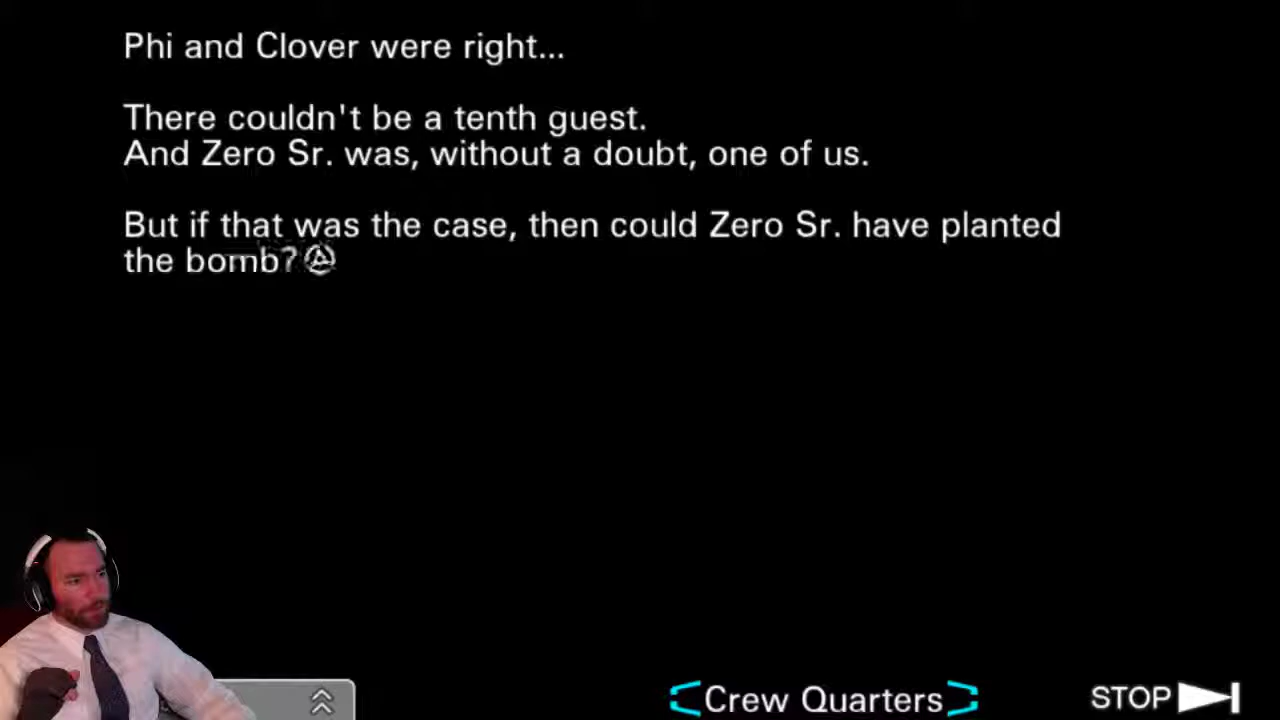 Phi and Clover were right...
There couldn't be a tenth guest.
And Zero Sr. was, without a doubt, one of us.
But if that was the case, then could Zero Sr. have planted
the bomb?
Crew Quarters
STOP